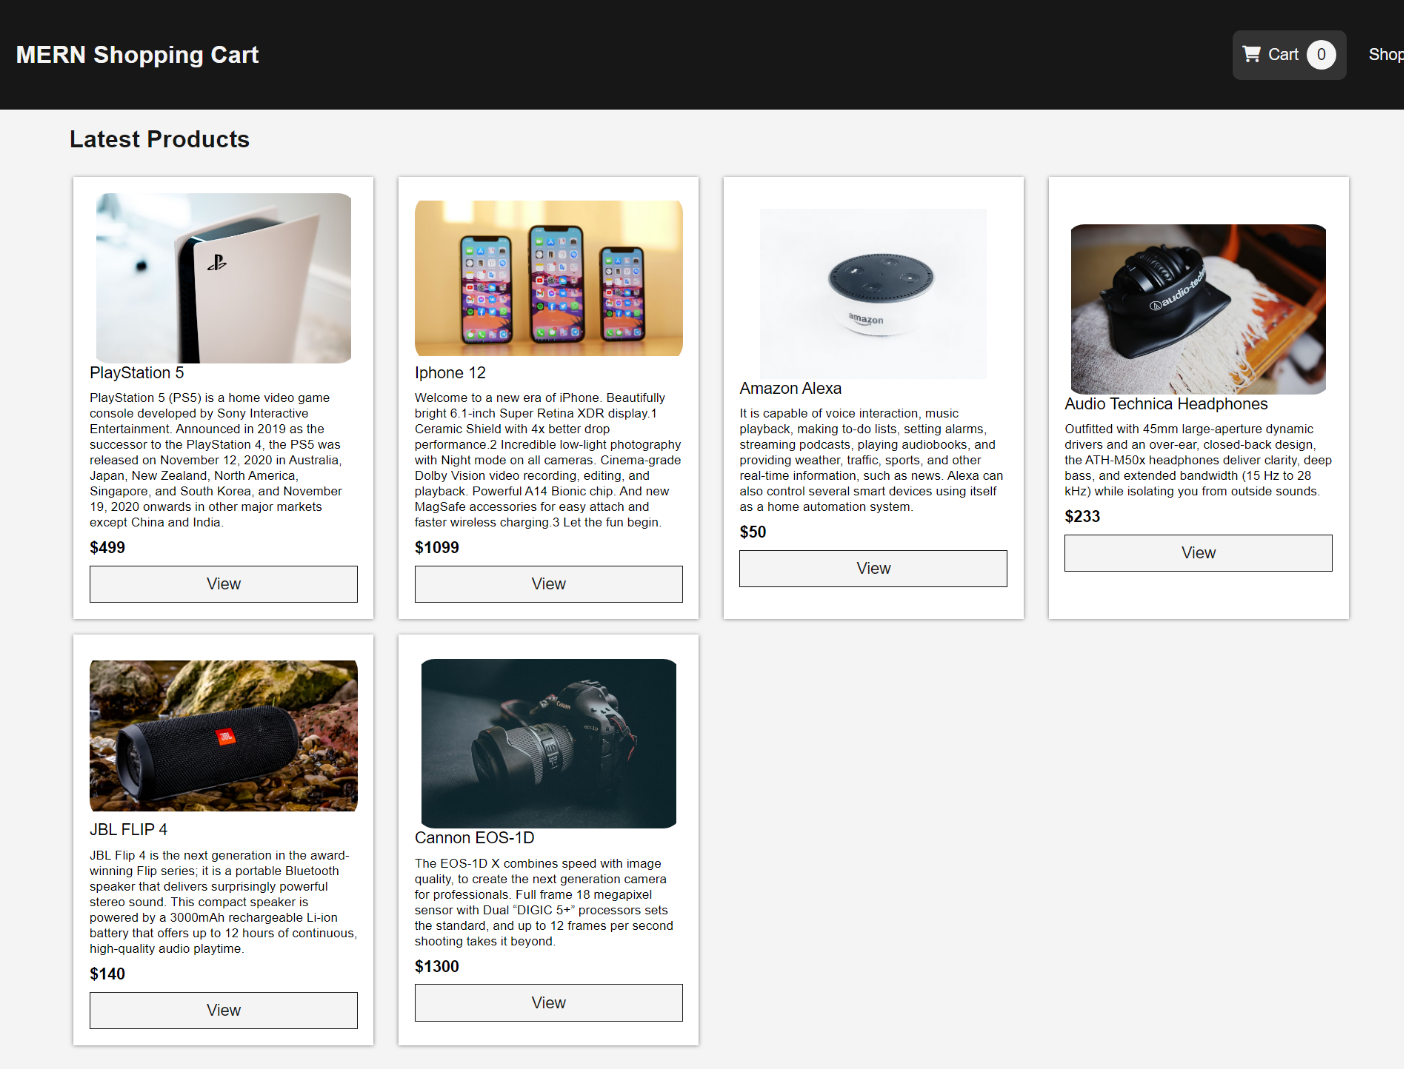 MERN Shopping Cart
Cart 0
Shop
Latest Products
PlayStation 5
PlayStation 5 (PS5) is a home video game
console developed by Sony Interactive
Entertainment. Announced in 2019 as the
successor to the PlayStation 4, the PS5 was
released on November 12, 2020 in Australia,
Japan, New Zealand, North America,
Singapore, and South Korea, and November
19, 2020 onwards in other major markets
except China and India.
$499
View
Iphone 12
Welcome to a new era of iPhone. Beautifully
bright 6.1-inch Super Retina XDR display.1
Ceramic Shield with 4x better drop
performance.2 Incredible low-light photography
with Night mode on all cameras. Cinema-grade
Dolby Vision video recording, editing, and
playback. Powerful A14 Bionic chip. And new
MagSafe accessories for easy attach and
faster wireless charging.3 Let the fun begin.
$1099
View
amazon
Amazon Alexa
It is capable of voice interaction, music
playback, making to-do lists, setting alarms,
streaming podcasts, playing audiobooks, and
providing weather, traffic, sports, and other
real-time information, such as news. Alexa can
also control several smart devices using itself
as a home automation system.
$50
View
audio-tech
Audio Technica Headphones
Outfitted with 45mm large-aperture dynamic
drivers and an over-ear, closed-back design,
the ATH-M50x headphones deliver clarity, deep
bass, and extended bandwidth (15 Hz to 28
kHz) while isolating you from outside sounds.
$233
View
JBL
JBL FLIP 4
JBL Flip 4 is the next generation in the award-
winning Flip series; it is a portable Bluetooth
speaker that delivers surprisingly powerful
stereo sound. This compact speaker is
powered by a 3000mAh rechargeable Li-ion
battery that offers up to 12 hours of continuous,
high-quality audio playtime.
$140
View
Canon
Cannon EOS-1D
The EOS-1D X combines speed with image
quality, to create the next generation camera
for professionals. Full frame 18 megapixel
sensor with Dual “DIGIC 5+” processors sets
the standard, and up to 12 frames per second
shooting takes it beyond.
$1300
View